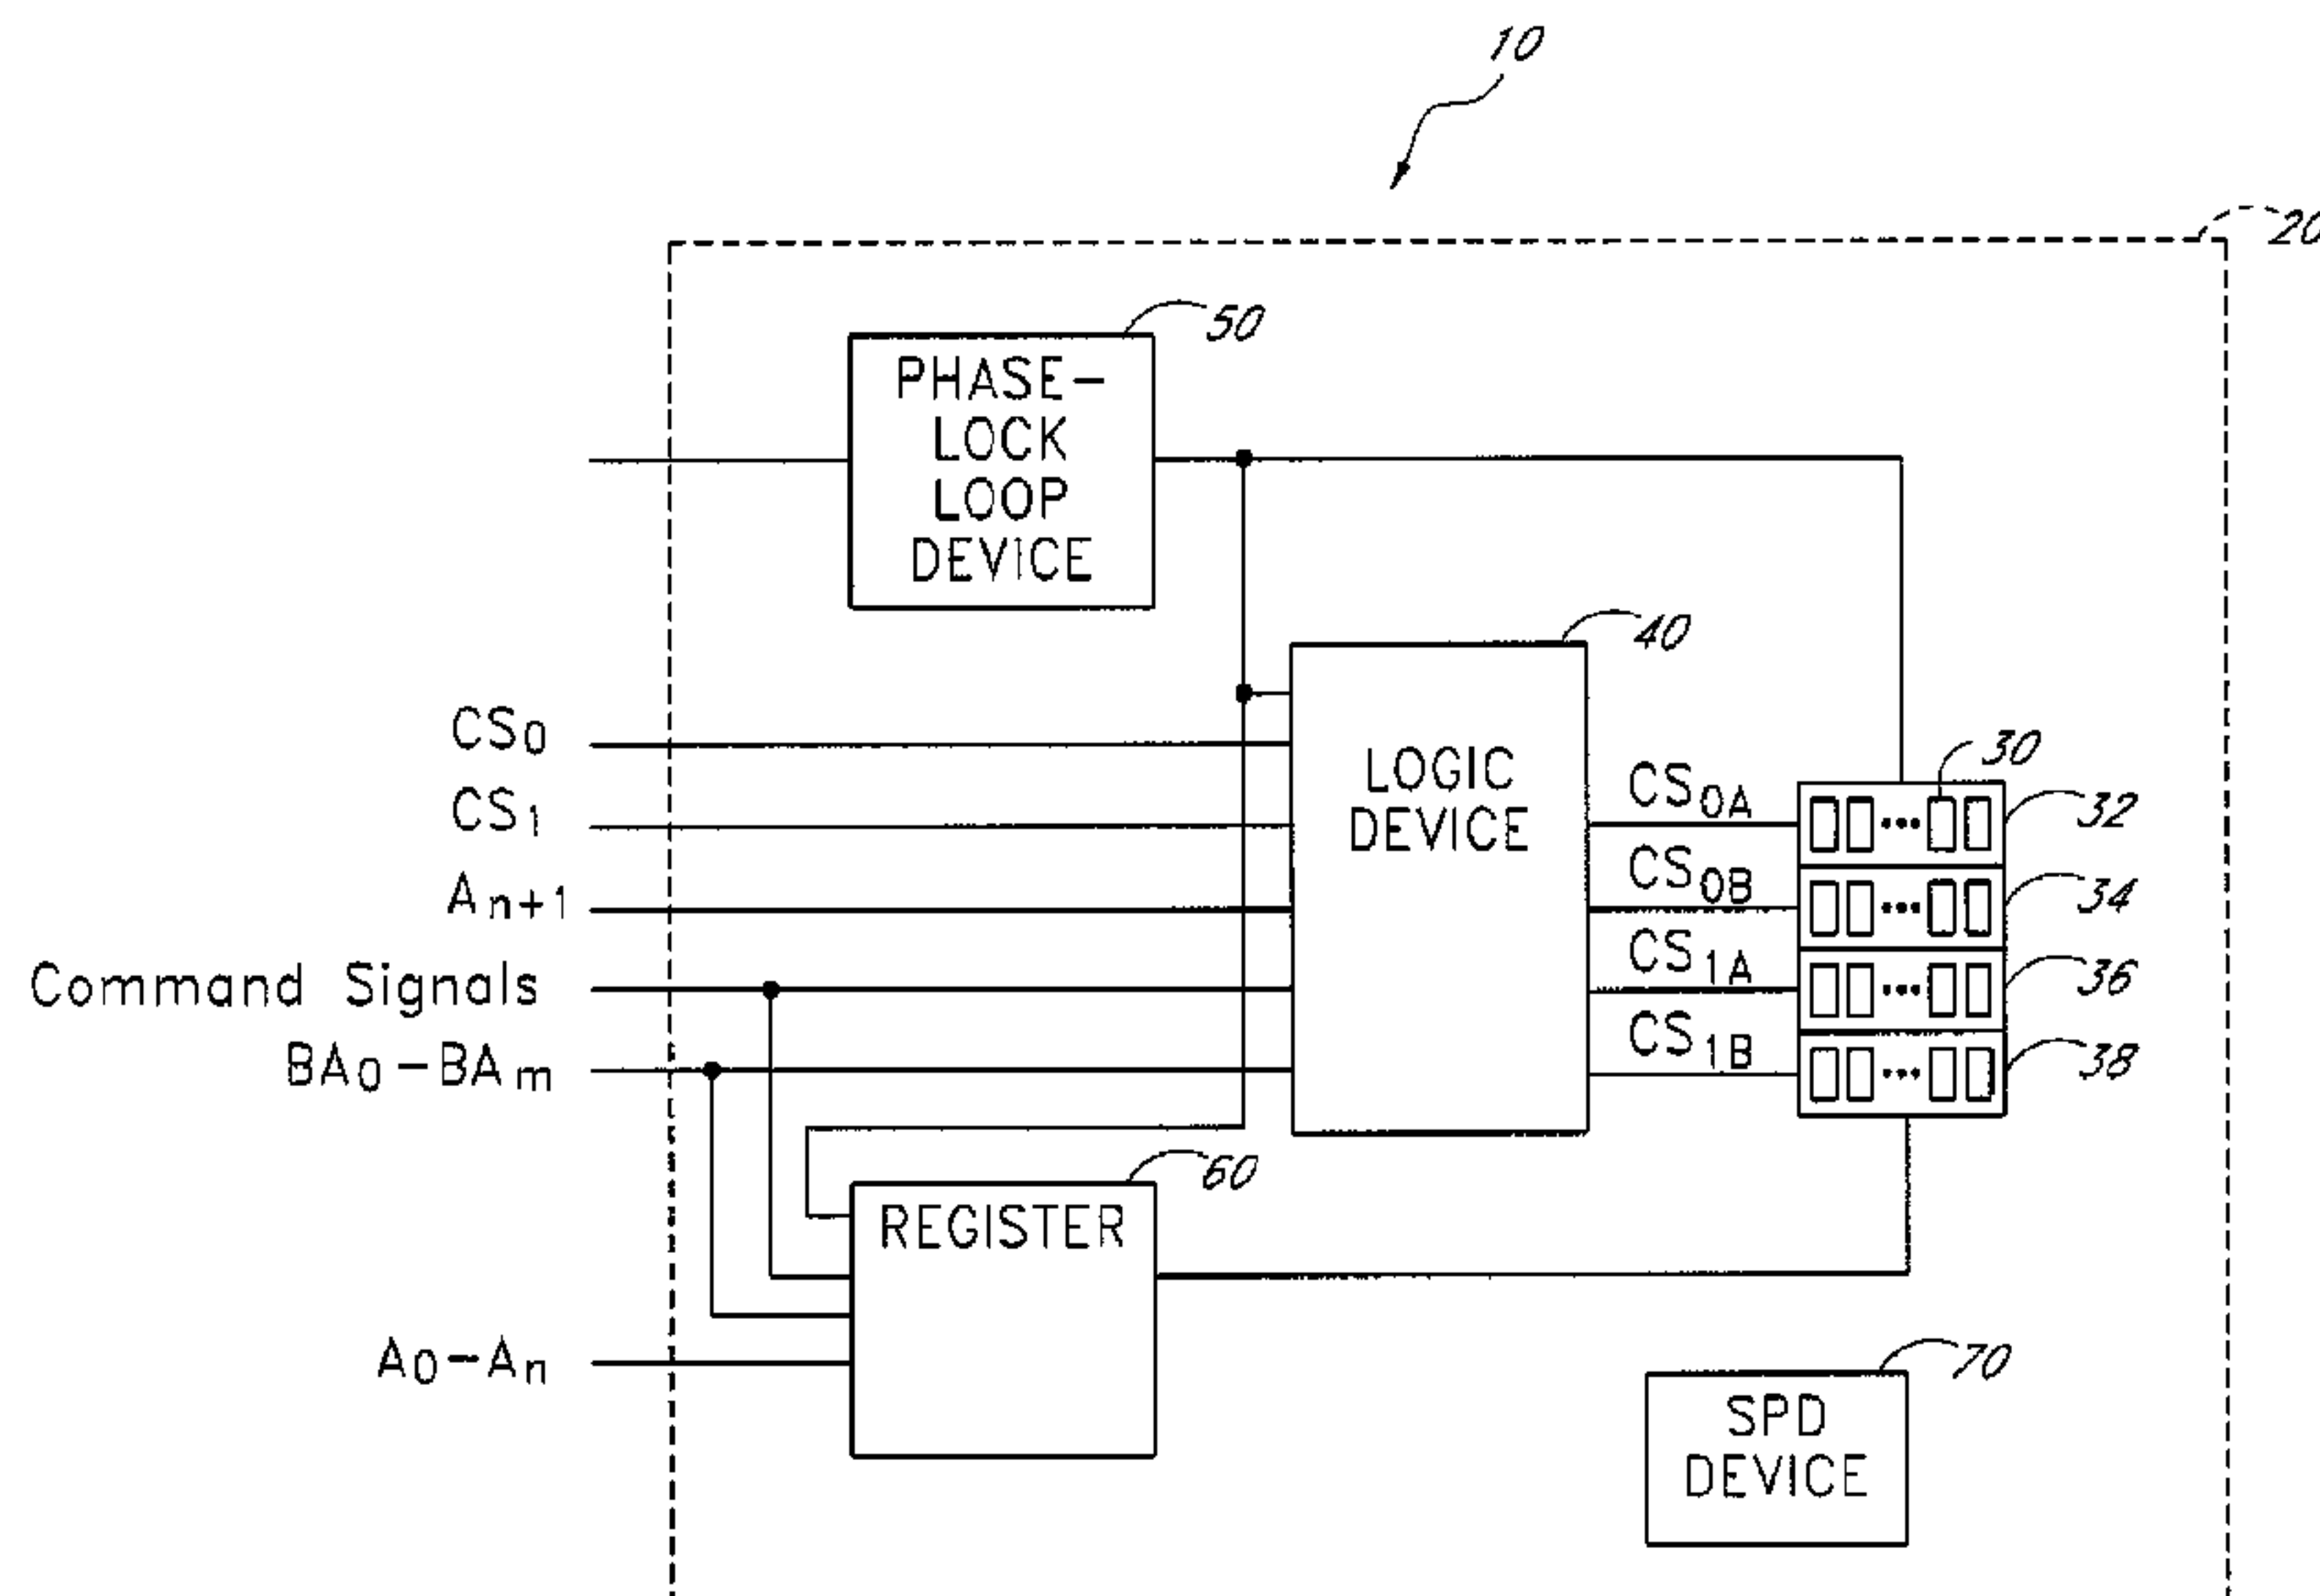 10
20
50
PHASE-
LOCK
LOOP
DEVICE
40
LOGIC
DEVICE
CS0
CS1
An+1
Command Signals
BA0-BAm
CS0A
CS0B
CS1A
CS1B
30
32
34
36
38
60
REGISTER
A0-An
70
SPD
DEVICE